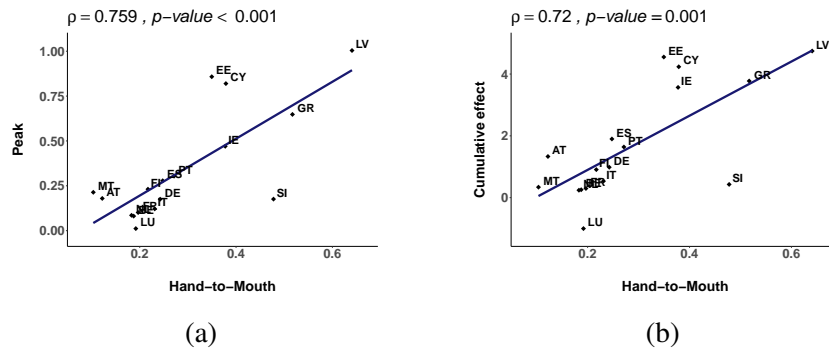 ρ = 0.759 , p−value < 0.001
Peak
1.00
0.75
0.50
0.25
0.00
LV
EE
CY
GR
IE
PT
ES
FI
MT
AT
DE
IT
FR
SI
LU
0.2 0.4 0.6
Hand−to−Mouth
(a)
ρ = 0.72 , p−value = 0.001
Cumulative effect
4
2
0
LV
EE
CY
GR
IE
ES
PT
AT
FI
DE
IT
MT
SI
LU
0.2 0.4 0.6
Hand−to−Mouth
(b)